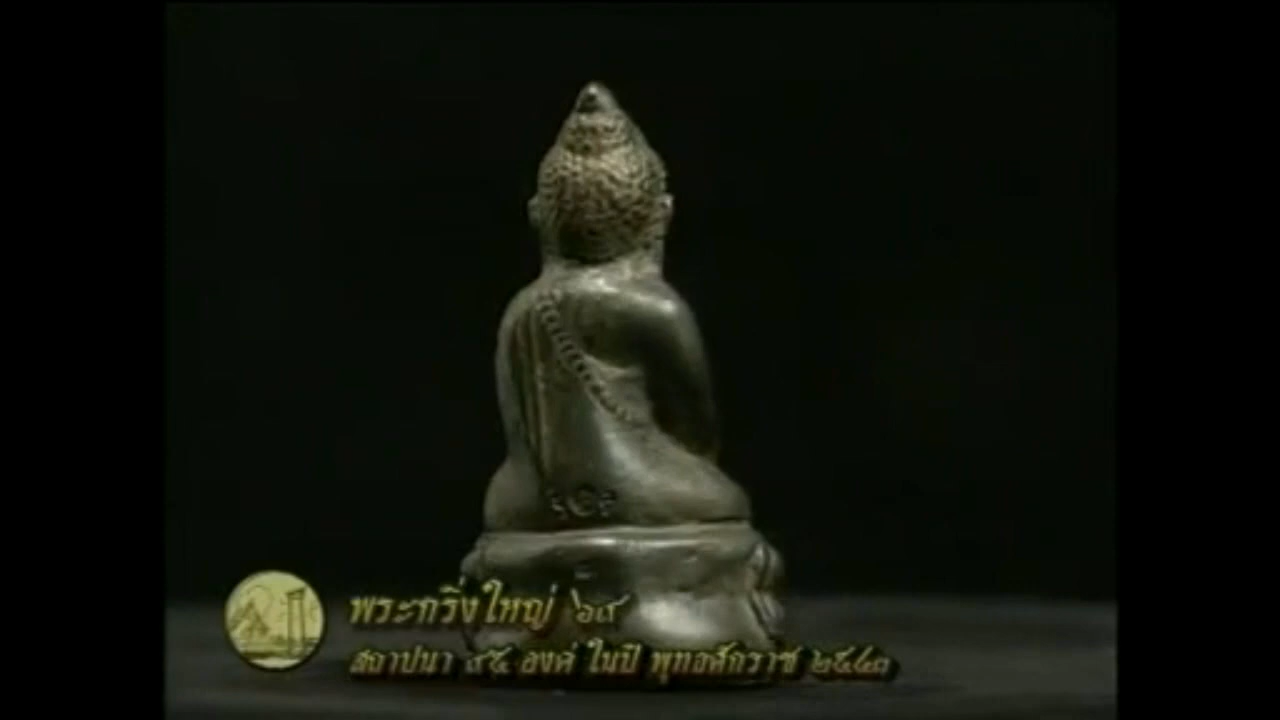 พระกริ่งใหญ่ ๖๙
สถาปนา ๙๕ องค์ ในปี พุทธศักราช ๒๕๔๓